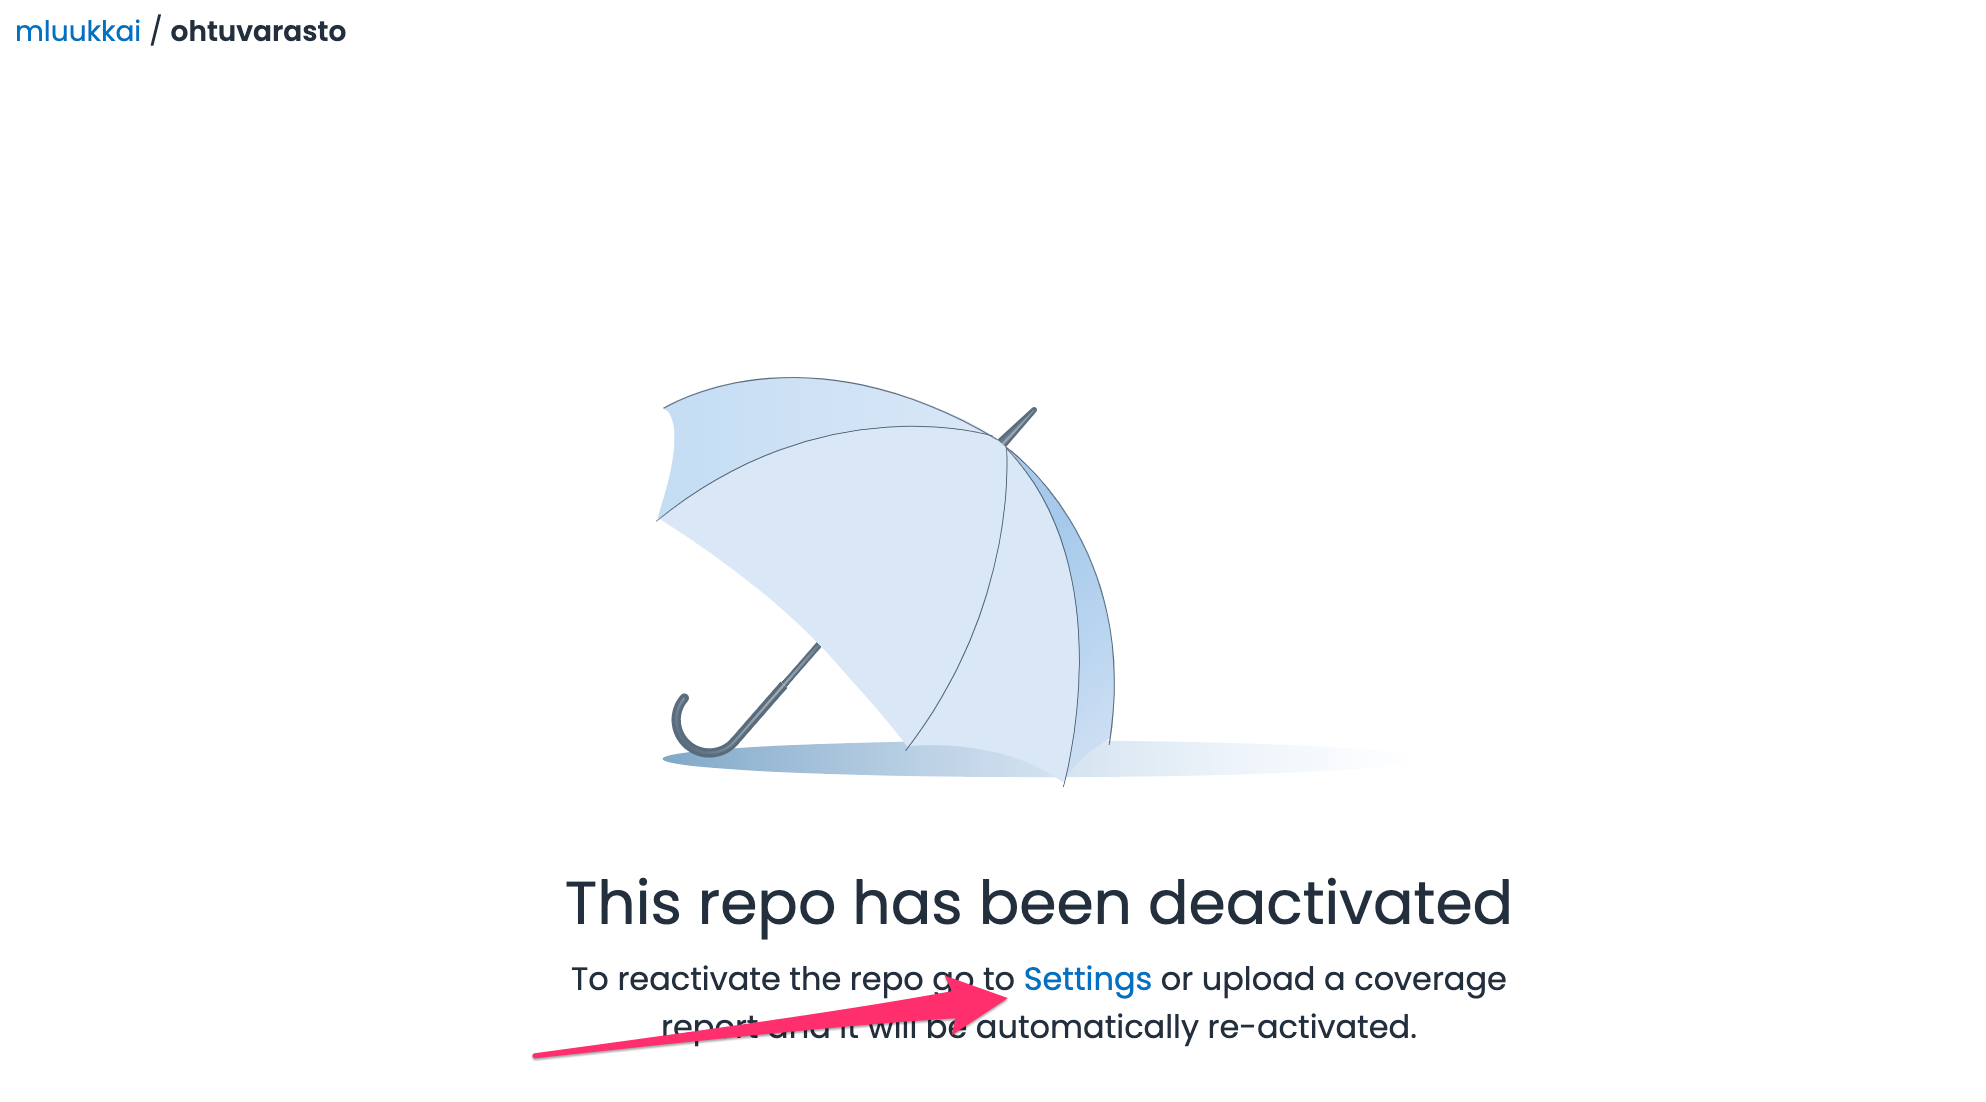 mluukkai / ohtuvarasto
This repo has been deactivated
To reactivate the repo go to Settings or upload a coverage
report and it will be automatically re-activated.